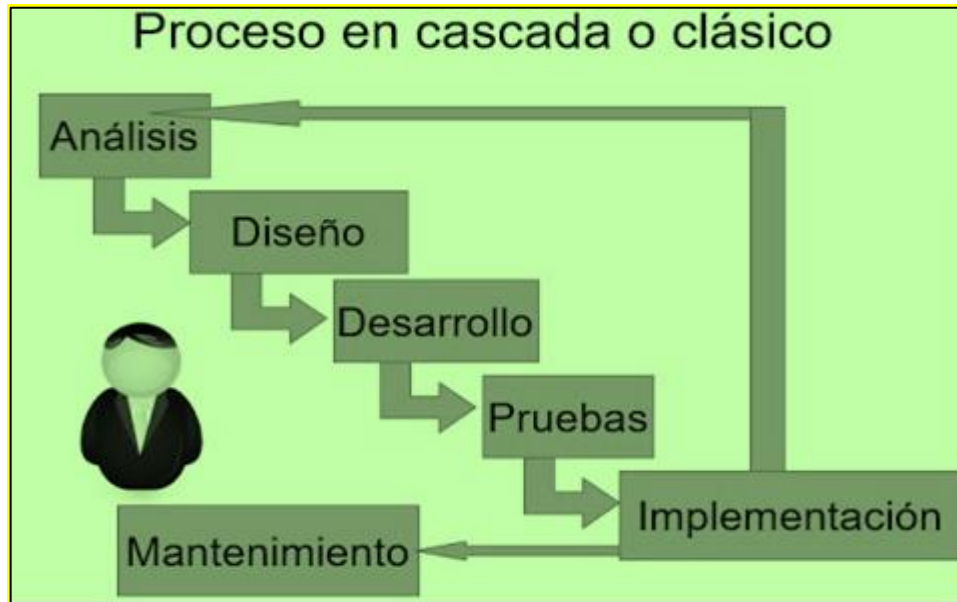 Proceso en cascada o clásico
Análisis
Diseño
Desarrollo
Pruebas
Implementación
Mantenimiento